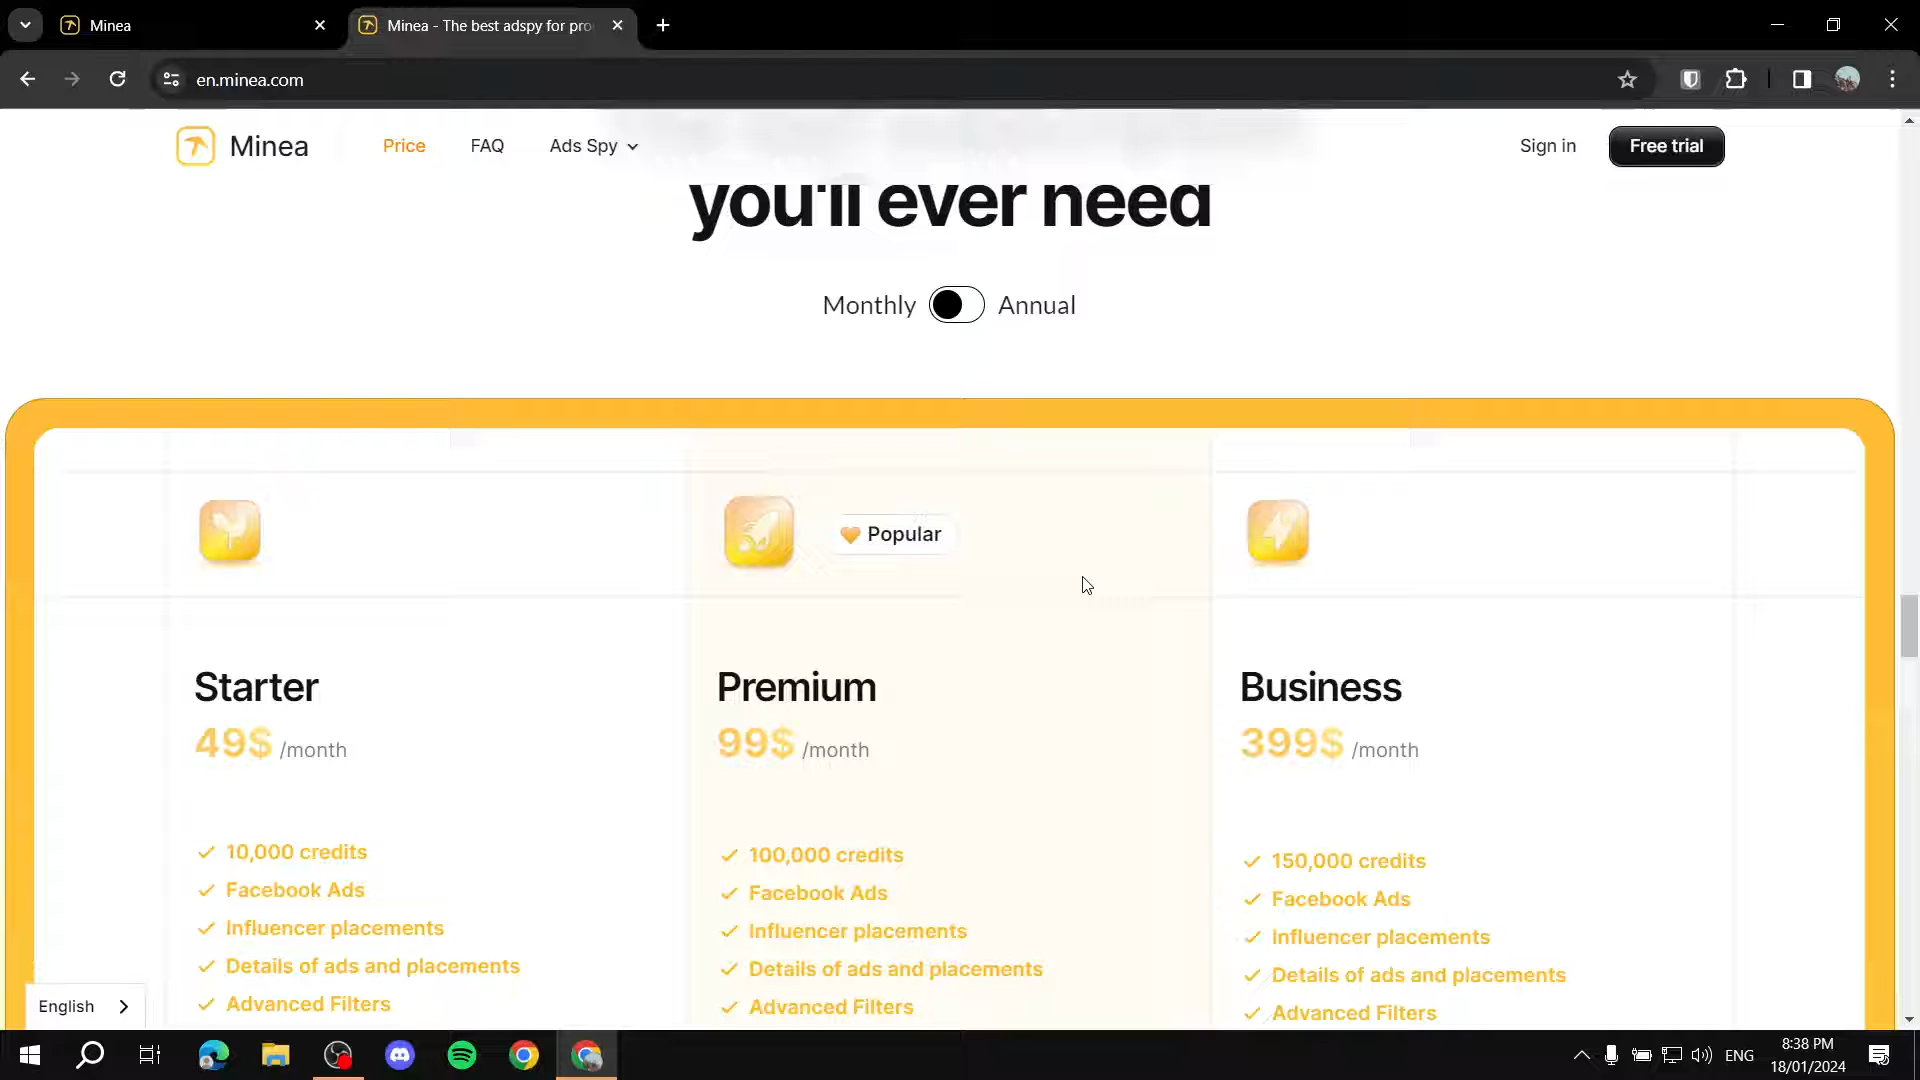 Minea
Minea - The best adspy for pro
en.minea.com
Minea
Price
FAQ
Ads Spy
Sign in
Free trial
you'll ever need
Monthly
Annual
Popular
Starter
49$ /month
10,000 credits
Facebook Ads
Influencer placements
Details of ads and placements
Advanced Filters
Premium
99$ /month
100,000 credits
Facebook Ads
Influencer placements
Details of ads and placements
Advanced Filters
Business
399$ /month
150,000 credits
Facebook Ads
Influencer placements
Details of ads and placements
Advanced Filters
English
ENG
8:38 PM
18/01/2024